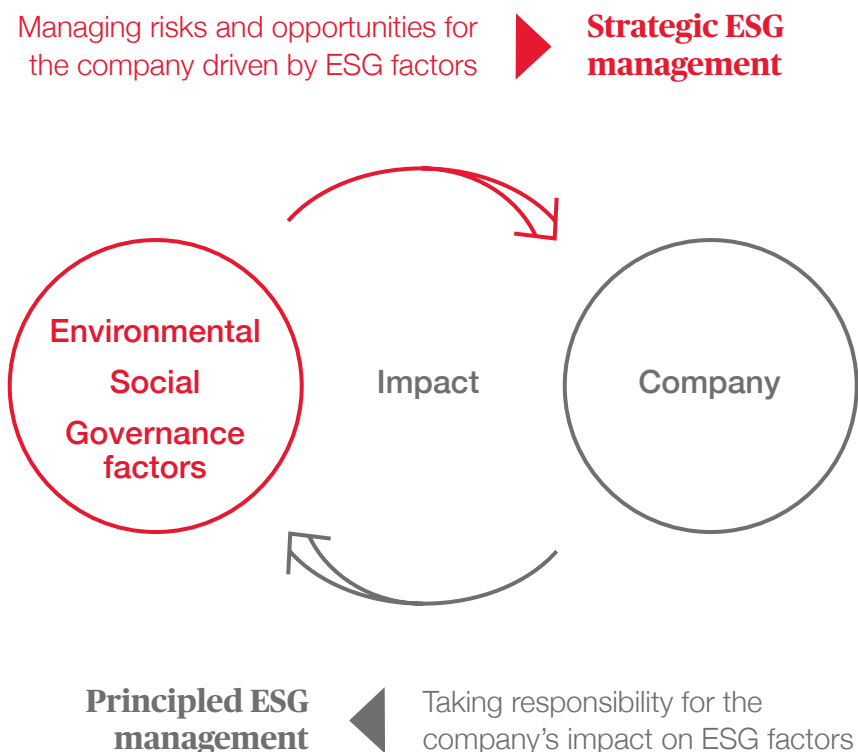 Managing risks and opportunities for
the company driven by ESG factors
Strategic ESG
management
Environmental
Social
Governance
factors
Impact
Company
Principled ESG
management
Taking responsibility for the
company's impact on ESG factors